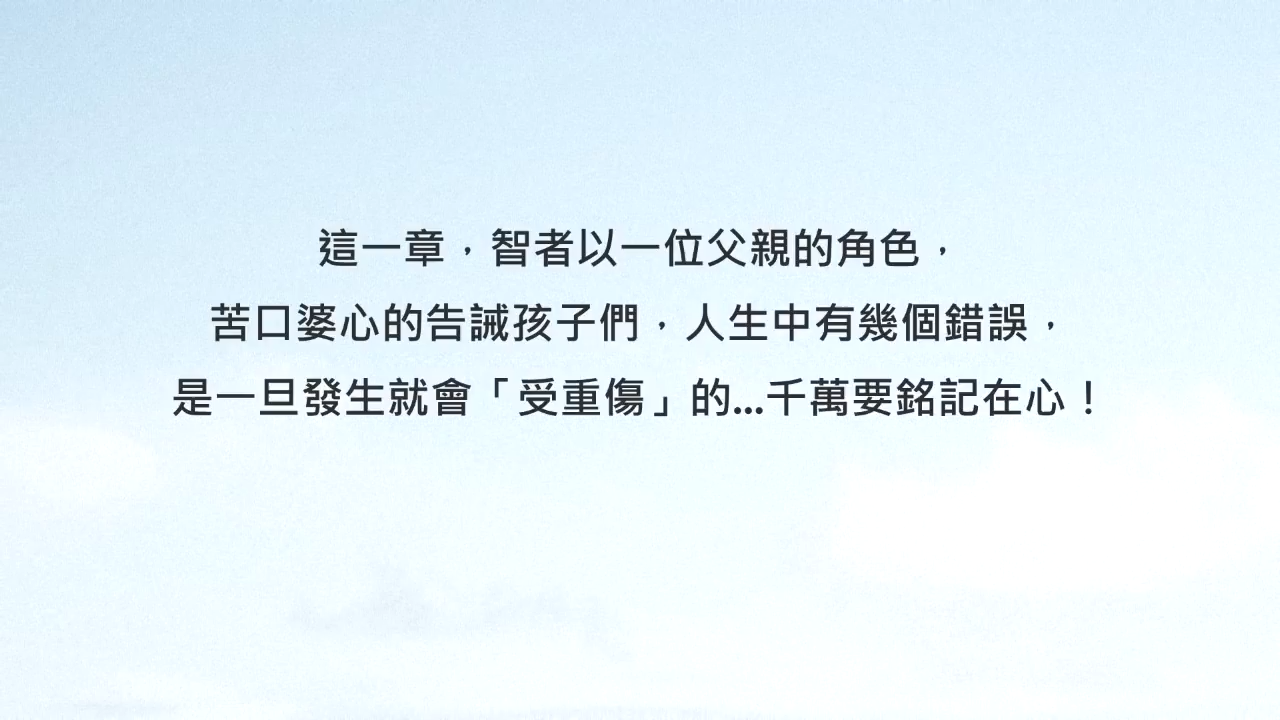 這一章，智者以一位父親的角色，
苦口婆心的告誡孩子們，人生中有幾個錯誤，
是一旦發生就會「受重傷」的...千萬要銘記在心！